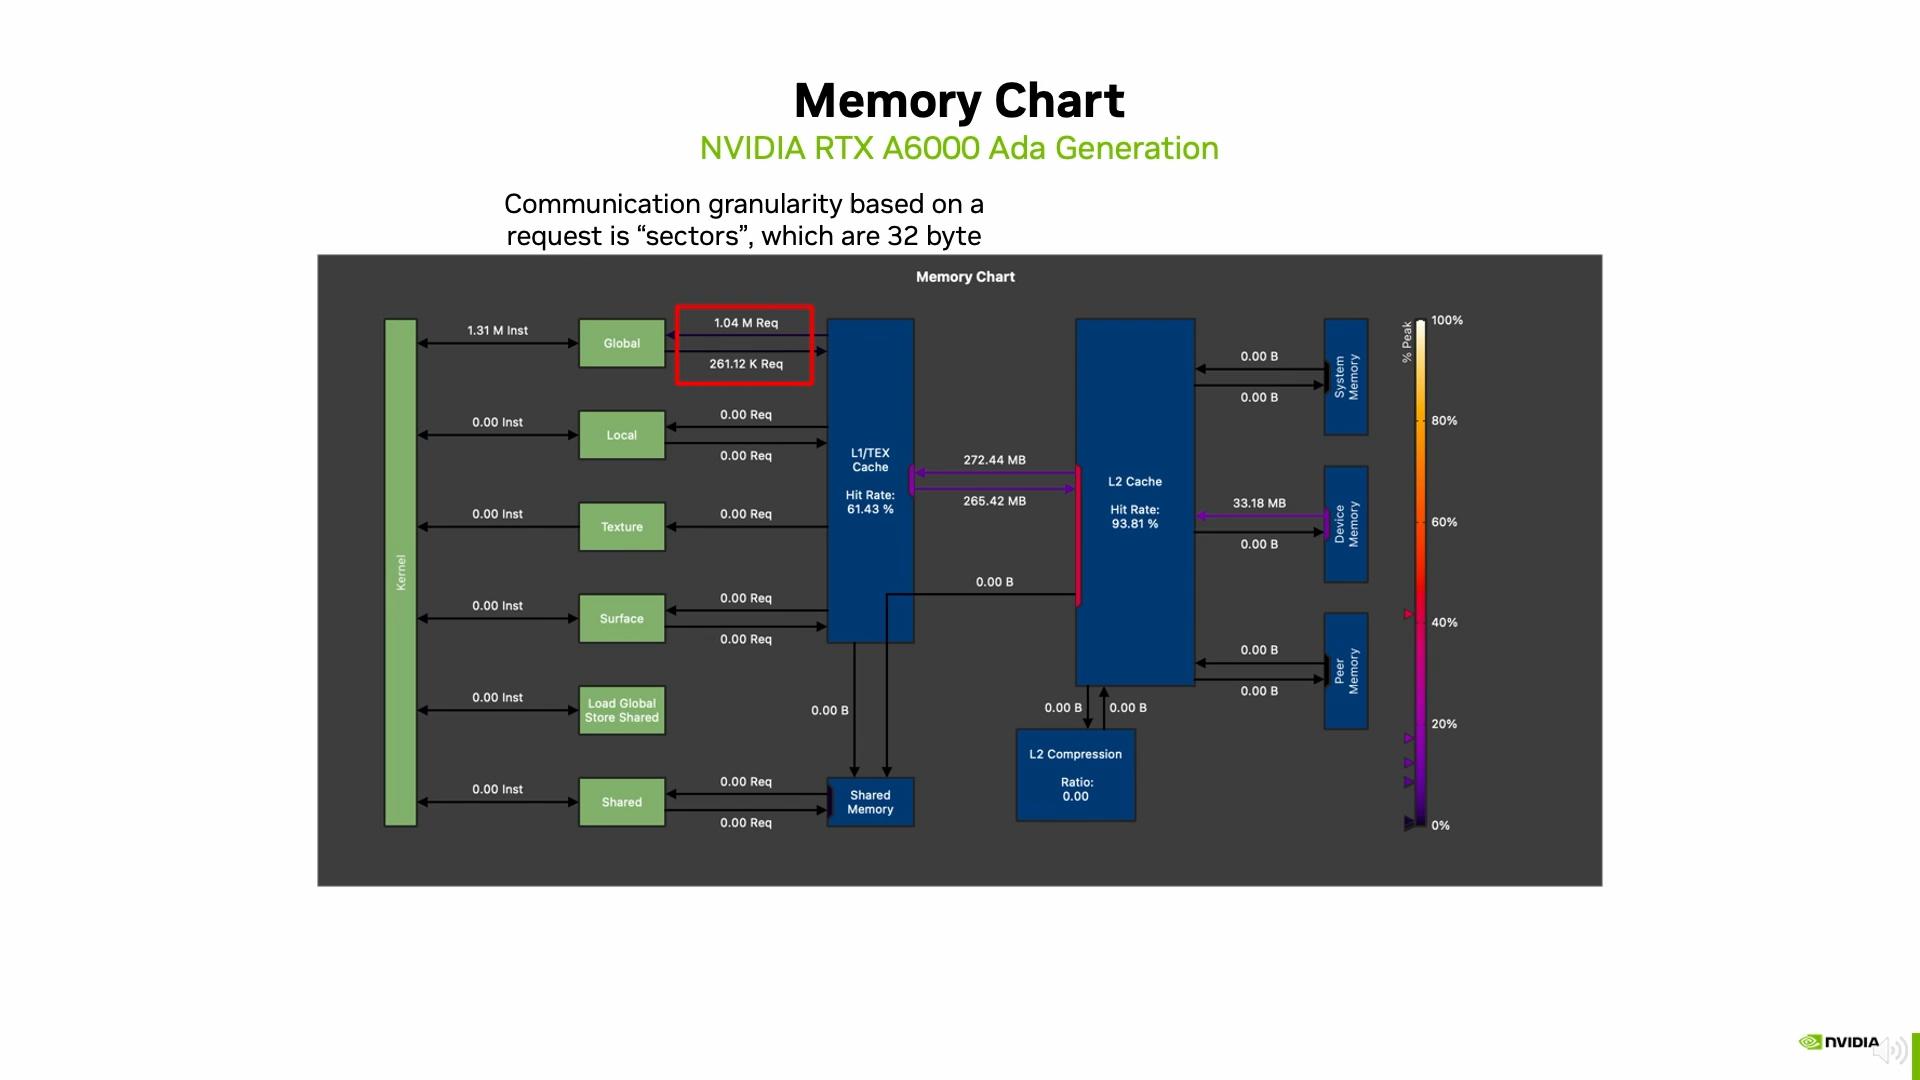 Memory Chart
NVIDIA RTX A6000 Ada Generation
Communication granularity based on a
request is “sectors”, which are 32 byte
Memory Chart
Kernel
1.31 M Inst
Global
1.04 M Req
261.12 K Req
0.00 Inst
Local
0.00 Req
0.00 Req
0.00 Inst
Texture
0.00 Req
0.00 Inst
Surface
0.00 Req
0.00 Req
0.00 Inst
Load Global
Store Shared
0.00 Inst
Shared
0.00 Req
0.00 Req
L1/TEX
Cache
Hit Rate:
61.43 %
0.00 B
Shared
Memory
272.44 MB
265.42 MB
0.00 B
L2 Cache
Hit Rate:
93.81 %
0.00 B
0.00 B
L2 Compression
Ratio:
0.00
0.00 B
0.00 B
System
Memory
33.18 MB
0.00 B
Device
Memory
0.00 B
0.00 B
Peer
Memory
% Peak
100%
80%
60%
40%
20%
0%
NVIDIA